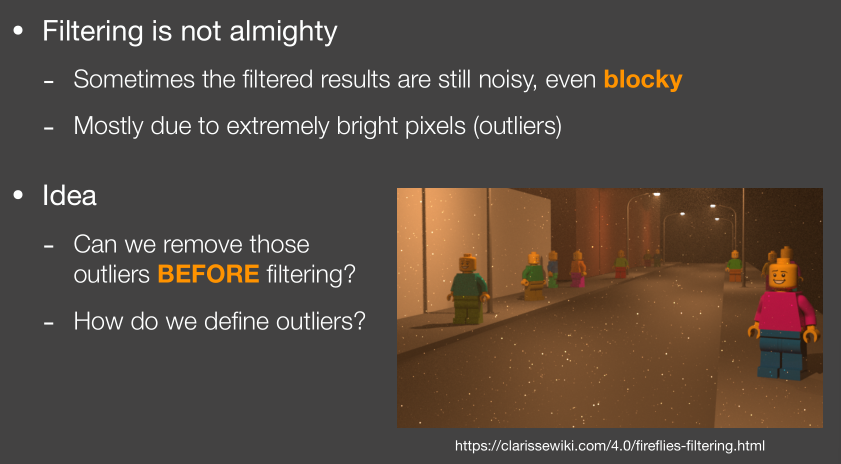 • Filtering is not almighty
- Sometimes the filtered results are still noisy, even blocky
- Mostly due to extremely bright pixels (outliers)
• Idea
- Can we remove those
outliers BEFORE filtering?
- How do we define outliers?
https://clarissewiki.com/4.0/fireflies-filtering.html